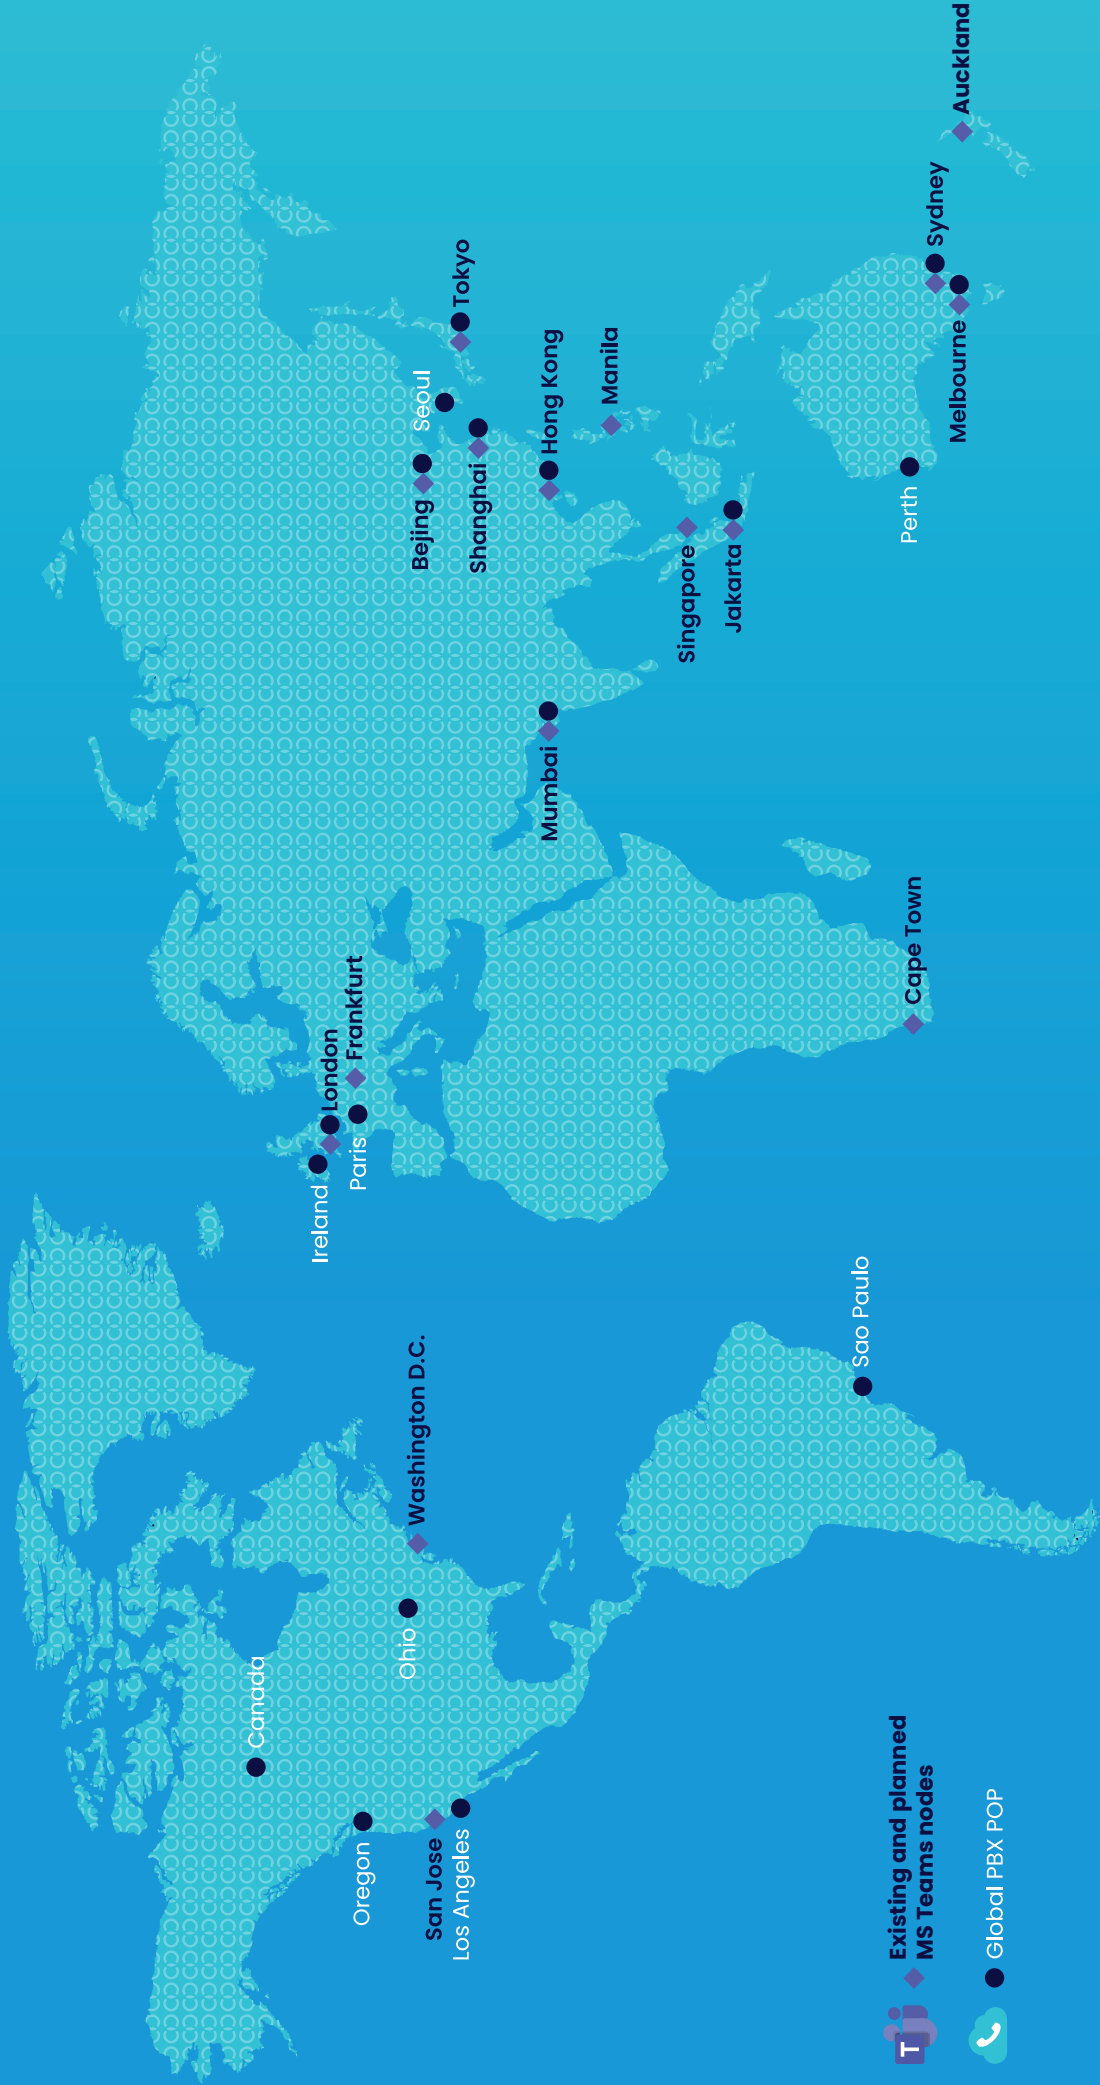 Canada
Oregon
San Jose
Los Angeles
Ohio
Washington D.C.
Sao Paulo
Ireland
London
Paris
Frankfurt
Cape Town
Mumbai
Bejing
Seoul
Tokyo
Shanghai
Hong Kong
Manila
Singapore
Jakarta
Perth
Melbourne
Sydney
Auckland
T
Existing and planned
MS Teams nodes
Global PBX POP